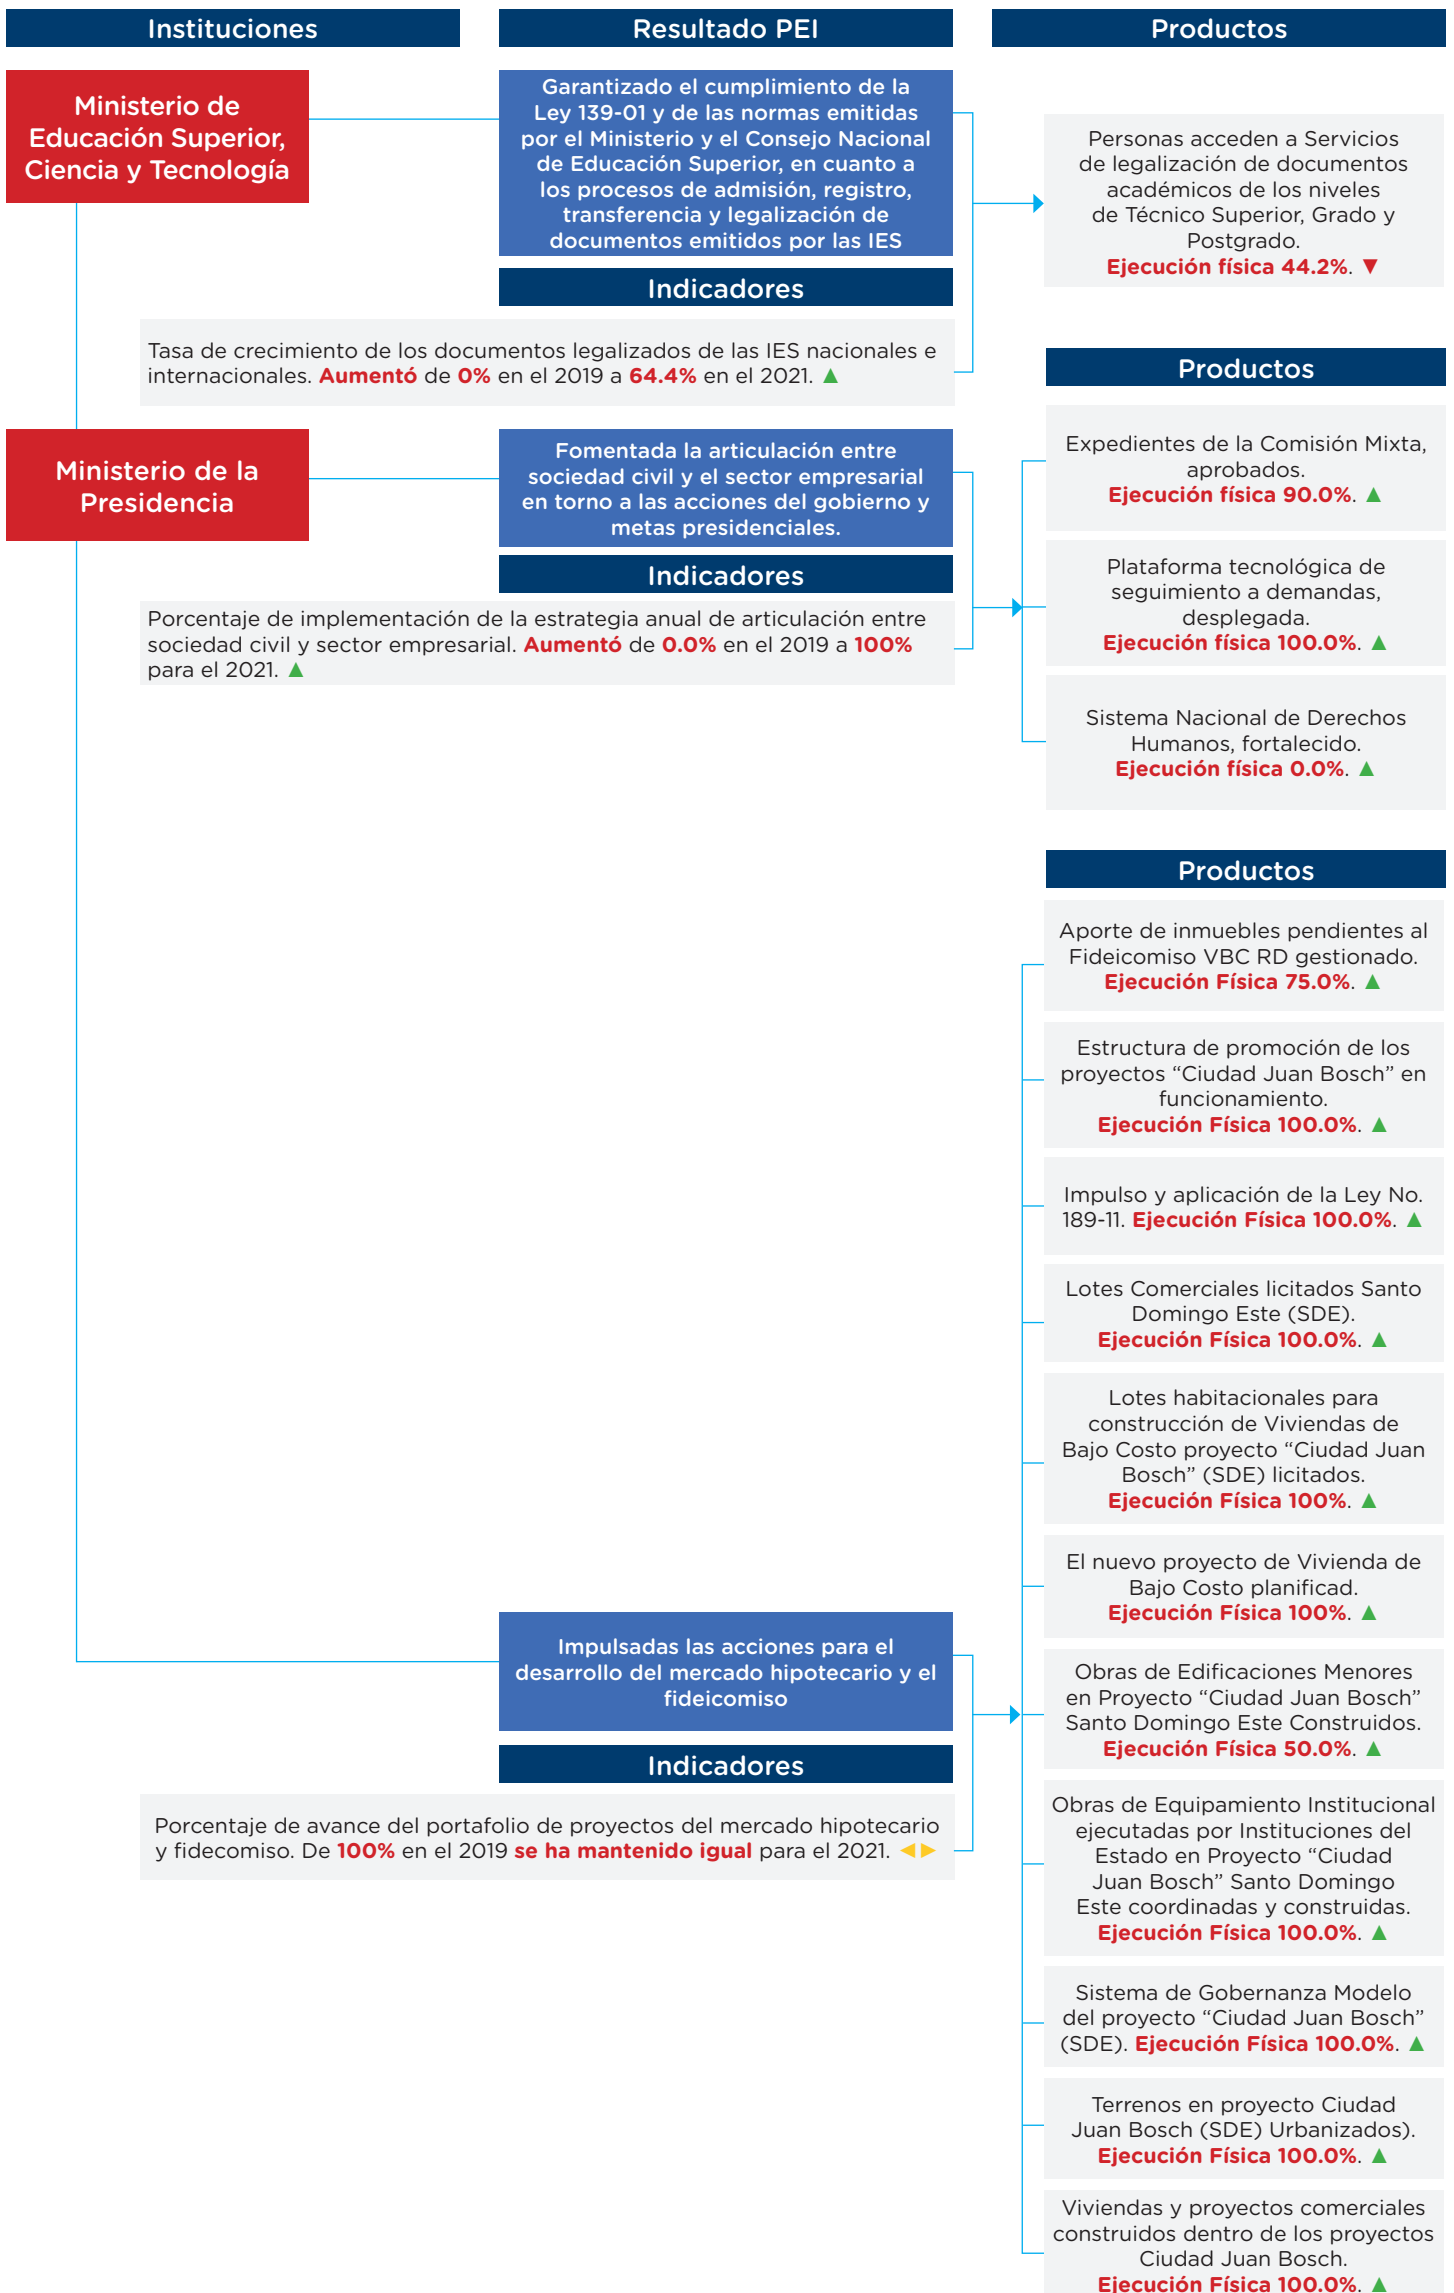 Instituciones
Resultado PEI
Productos
Ministerio de
Educación Superior,
Ciencia y Tecnología
Garantizado el cumplimiento de la
Ley 139-01 y de las normas emitidas
por el Ministerio y el Consejo Nacional
de Educación Superior, en cuanto a
los procesos de admisión, registro,
transferencia y legalización de
documentos emitidos por las IES
Personas acceden a Servicios
de legalización de documentos
académicos de los niveles
de Técnico Superior, Grado y
Postgrado.
Ejecución física 44.2%. ▼
Indicadores
Tasa de crecimiento de los documentos legalizados de las IES nacionales e
internacionales. Aumentó de 0% en el 2019 a 64.4% en el 2021. ▲
Ministerio de la
Presidencia
Fomentada la articulación entre
sociedad civil y el sector empresarial
en torno a las acciones del gobierno y
metas presidenciales.
Indicadores
Porcentaje de implementación de la estrategia anual de articulación entre
sociedad civil y sector empresarial. Aumentó de 0.0% en el 2019 a 100%
para el 2021. ▲
Productos
Expedientes de la Comisión Mixta,
aprobados.
Ejecución física 90.0%. ▲
Plataforma tecnológica de
seguimiento a demandas,
desplegada.
Ejecución física 100.0%. ▲
Sistema Nacional de Derechos
Humanos, fortalecido.
Ejecución física 0.0%. ▲
Impulsadas las acciones para el
desarrollo del mercado hipotecario y el
fideicomiso
Indicadores
Porcentaje de avance del portafolio de proyectos del mercado hipotecario
y fidecomiso. De 100% en el 2019 se ha mantenido igual para el 2021. ◄►
Productos
Aporte de inmuebles pendientes al
Fideicomiso VBC RD gestionado.
Ejecución Física 75.0%. ▲
Estructura de promoción de los
proyectos “Ciudad Juan Bosch” en
funcionamiento.
Ejecución Física 100.0%. ▲
Impulso y aplicación de la Ley No.
189-11. Ejecución Física 100.0%. ▲
Lotes Comerciales licitados Santo
Domingo Este (SDE).
Ejecución Física 100.0%. ▲
Lotes habitacionales para
construcción de Viviendas de
Bajo Costo proyecto “Ciudad Juan
Bosch” (SDE) licitados.
Ejecución Física 100%. ▲
El nuevo proyecto de Vivienda de
Bajo Costo planificad.
Ejecución Física 100%. ▲
Obras de Edificaciones Menores
en Proyecto “Ciudad Juan Bosch”
Santo Domingo Este Construidos.
Ejecución Física 50.0%. ▲
Obras de Equipamiento Institucional
ejecutadas por Instituciones del
Estado en Proyecto “Ciudad
Juan Bosch” Santo Domingo
Este coordinadas y construidas.
Ejecución Física 100.0%. ▲
Sistema de Gobernanza Modelo
del proyecto “Ciudad Juan Bosch”
(SDE). Ejecución Física 100.0%. ▲
Terrenos en proyecto Ciudad
Juan Bosch (SDE) Urbanizados).
Ejecución Física 100.0%. ▲
Viviendas y proyectos comerciales
construidos dentro de los proyectos
Ciudad Juan Bosch.
Ejecución Física 100.0%. ▲